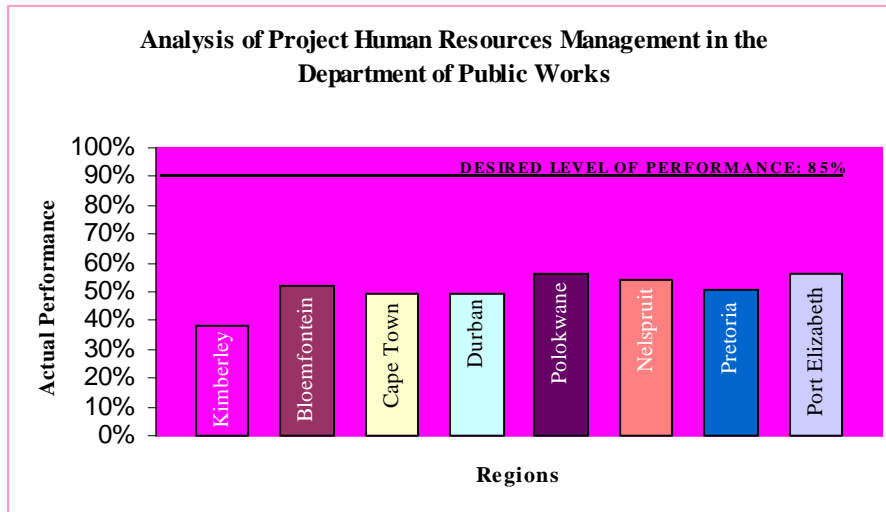 Analysis of Project Human Resources Management in the
Department of Public Works
100%
90%
80%
70%
60%
50%
40%
30%
20%
10%
0%
Actual Performance
DESIRED LEVEL OF PERFORMANCE: 85%
Kimberley
Bloemfontein
Cape Town
Durban
Polokwane
Nelspruit
Pretoria
Port Elizabeth
Regions